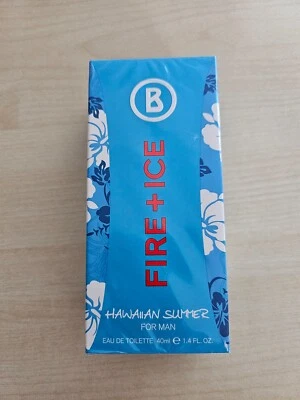 B
FIRE+ICE
HAWAIIAN SUMMER
FOR MAN
EAU DE TOILETTE 40ml ℮ 1.4 FL. OZ.